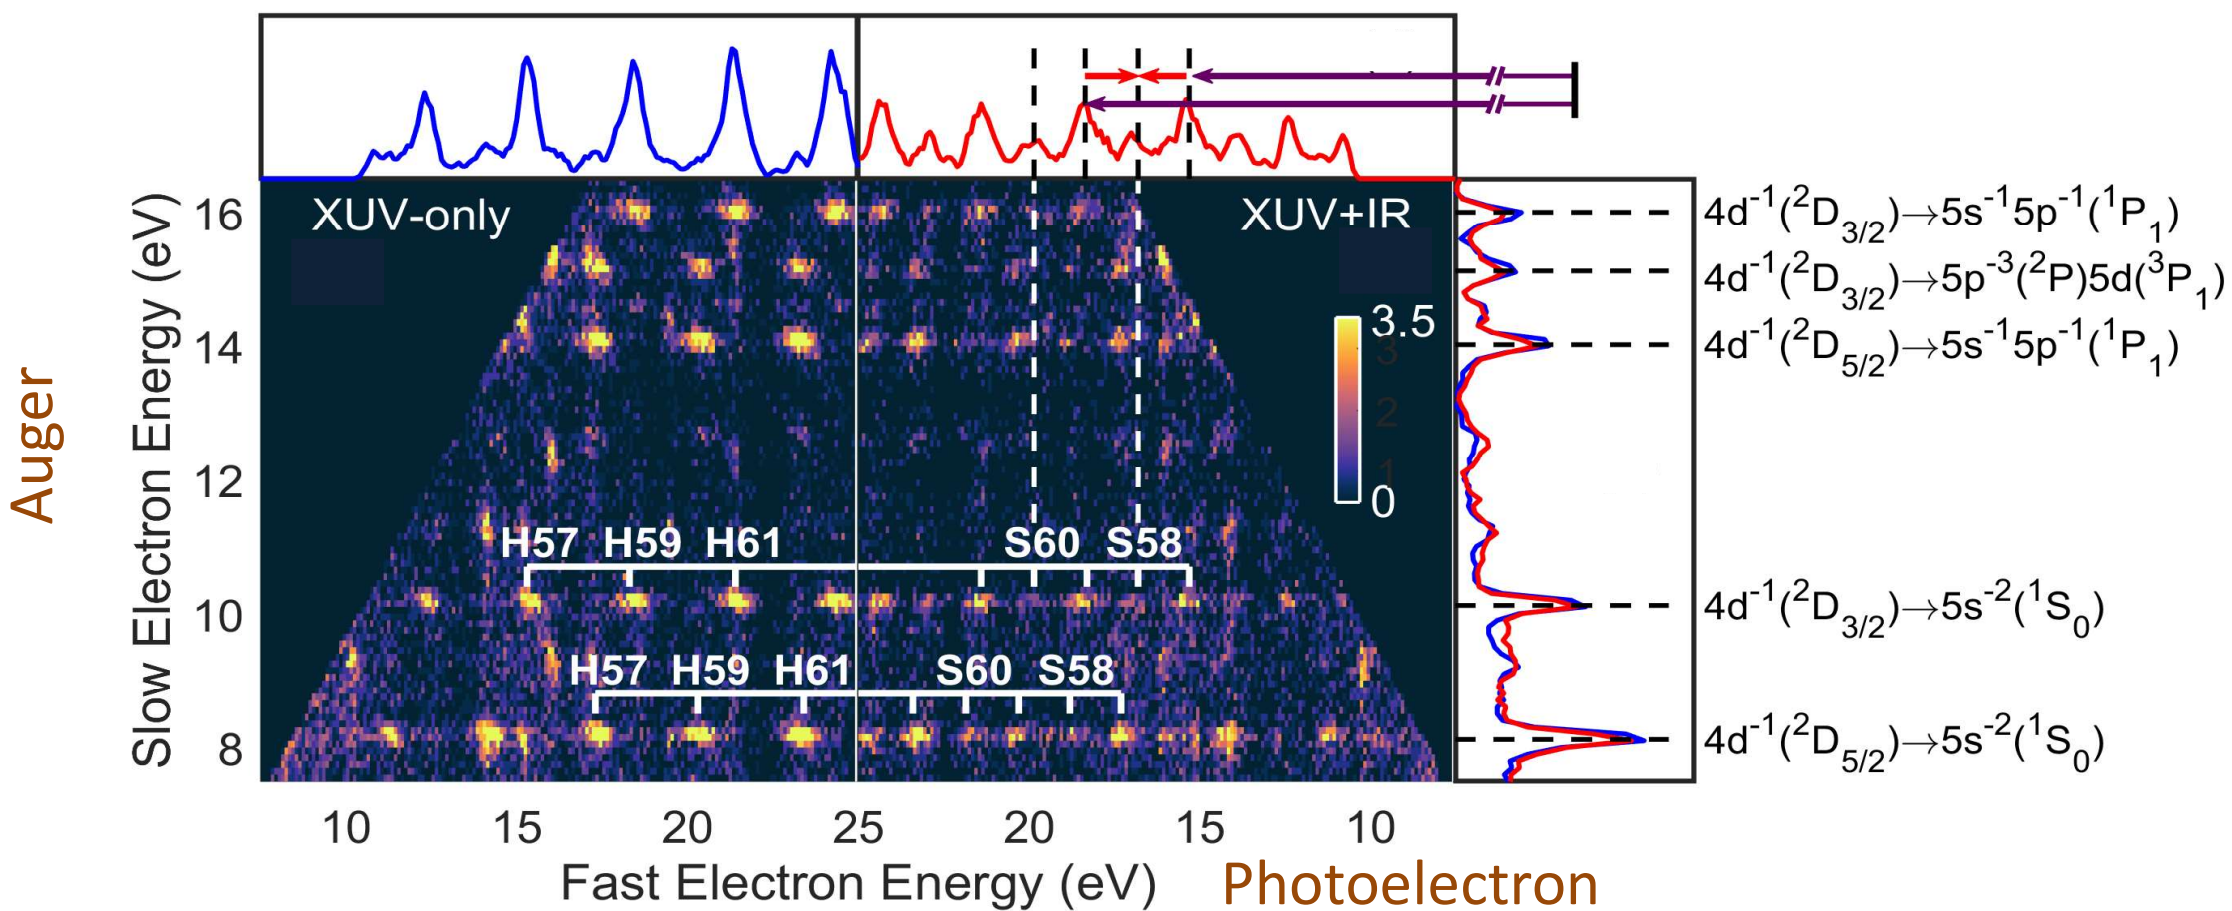 XUV-only
XUV+IR
16
14
12
10
8
Slow Electron Energy (eV)
Auger
3.5
3
2
1
0
H57 H59 H61 S60 S58
H57 H59 H61 S60 S58
10 15 20 25 20 15 10
Fast Electron Energy (eV)
Photoelectron
4d⁻¹(²D₃/₂)→5s⁻¹5p⁻¹(¹P₁)
4d⁻¹(²D₃/₂)→5p⁻³(²P)5d(³P₁)
4d⁻¹(²D₅/₂)→5s⁻¹5p⁻¹(¹P₁)
4d⁻¹(²D₃/₂)→5s⁻²(¹S₀)
4d⁻¹(²D₅/₂)→5s⁻²(¹S₀)